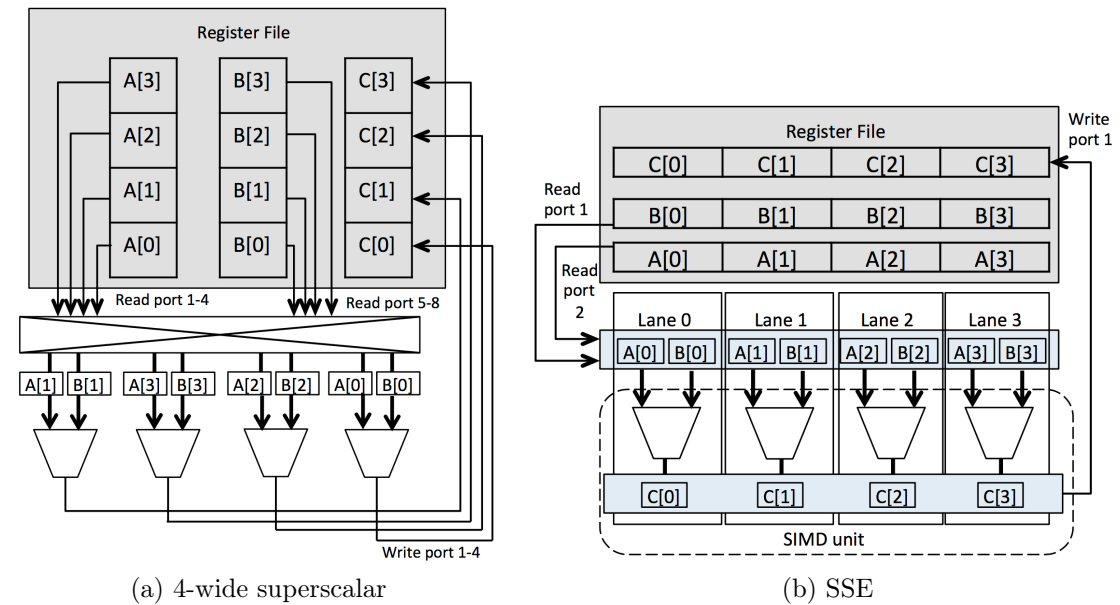 Register File
A[3] B[3] C[3]
A[2] B[2] C[2]
A[1] B[1] C[1]
A[0] B[0] C[0]
Read port 1-4 Read port 5-8
A[1] B[1] A[3] B[3] A[2] B[2] A[0] B[0]
Write port 1-4
(a) 4-wide superscalar
Write
port 1
Register File
C[0] C[1] C[2] C[3]
Read
port 1
B[0] B[1] B[2] B[3]
A[0] A[1] A[2] A[3]
Read
port
2
Lane 0 Lane 1 Lane 2 Lane 3
A[0] B[0] A[1] B[1] A[2] B[2] A[3] B[3]
C[0] C[1] C[2] C[3]
SIMD unit
(b) SSE